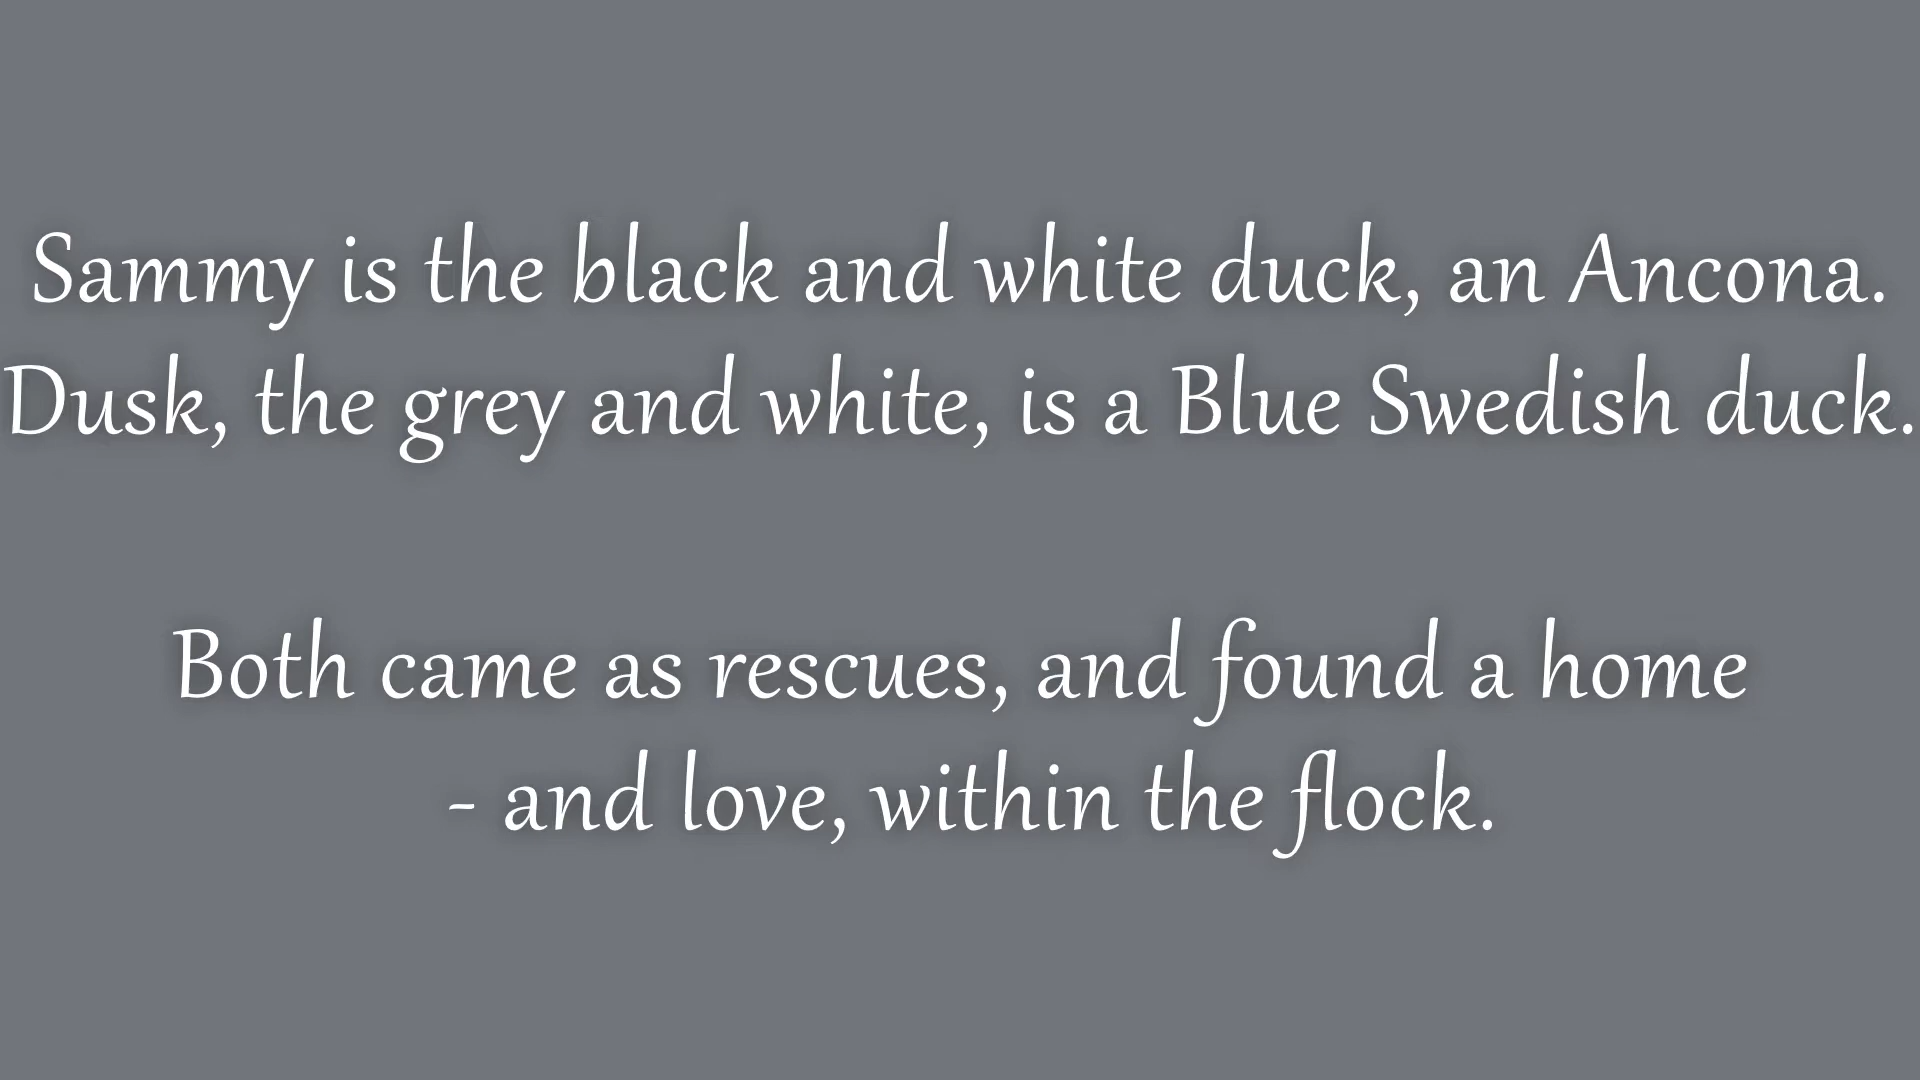 Sammy is the black and white duck, an Ancona.
Dusk, the grey and white, is a Blue Swedish duck.
Both came as rescues, and found a home
- and love, within the flock.